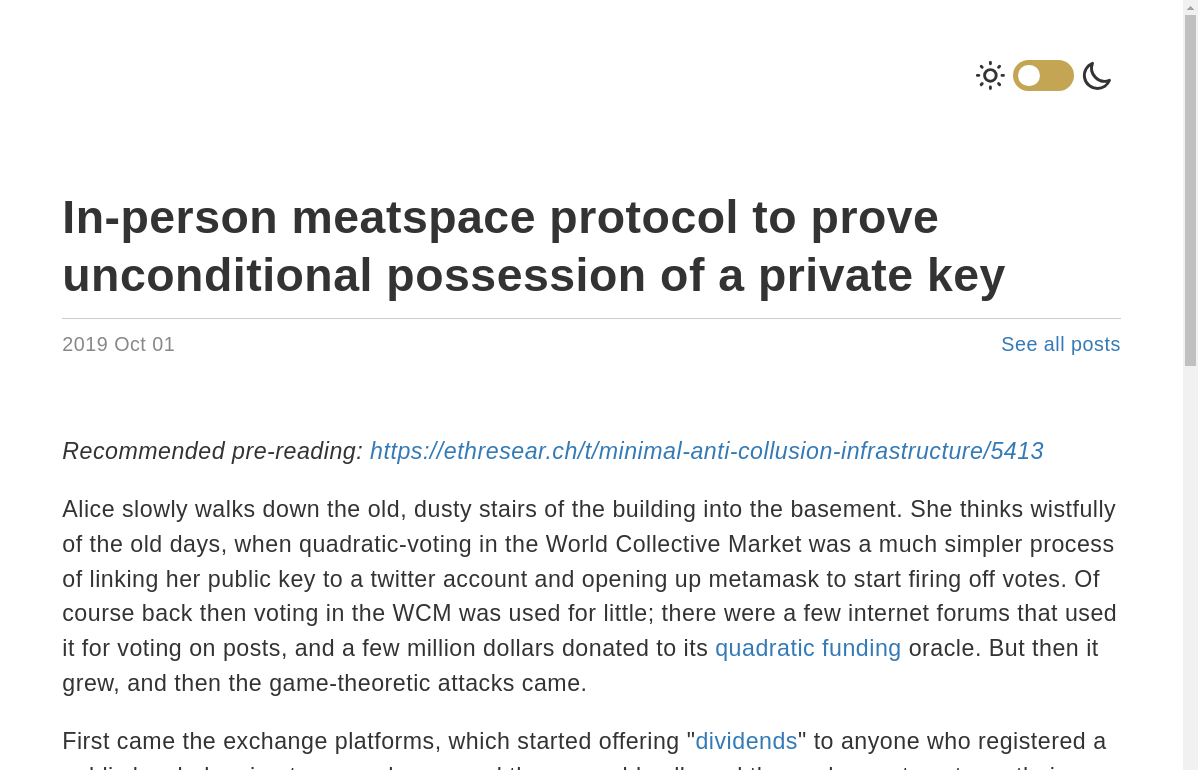 In-person meatspace protocol to prove
unconditional possession of a private key
2019 Oct 01
See all posts
Recommended pre-reading: https://ethresear.ch/t/minimal-anti-collusion-infrastructure/5413
Alice slowly walks down the old, dusty stairs of the building into the basement. She thinks wistfully
of the old days, when quadratic-voting in the World Collective Market was a much simpler process
of linking her public key to a twitter account and opening up metamask to start firing off votes. Of
course back then voting in the WCM was used for little; there were a few internet forums that used
it for voting on posts, and a few million dollars donated to its quadratic funding oracle. But then it
grew, and then the game-theoretic attacks came.
First came the exchange platforms, which started offering "dividends" to anyone who registered a